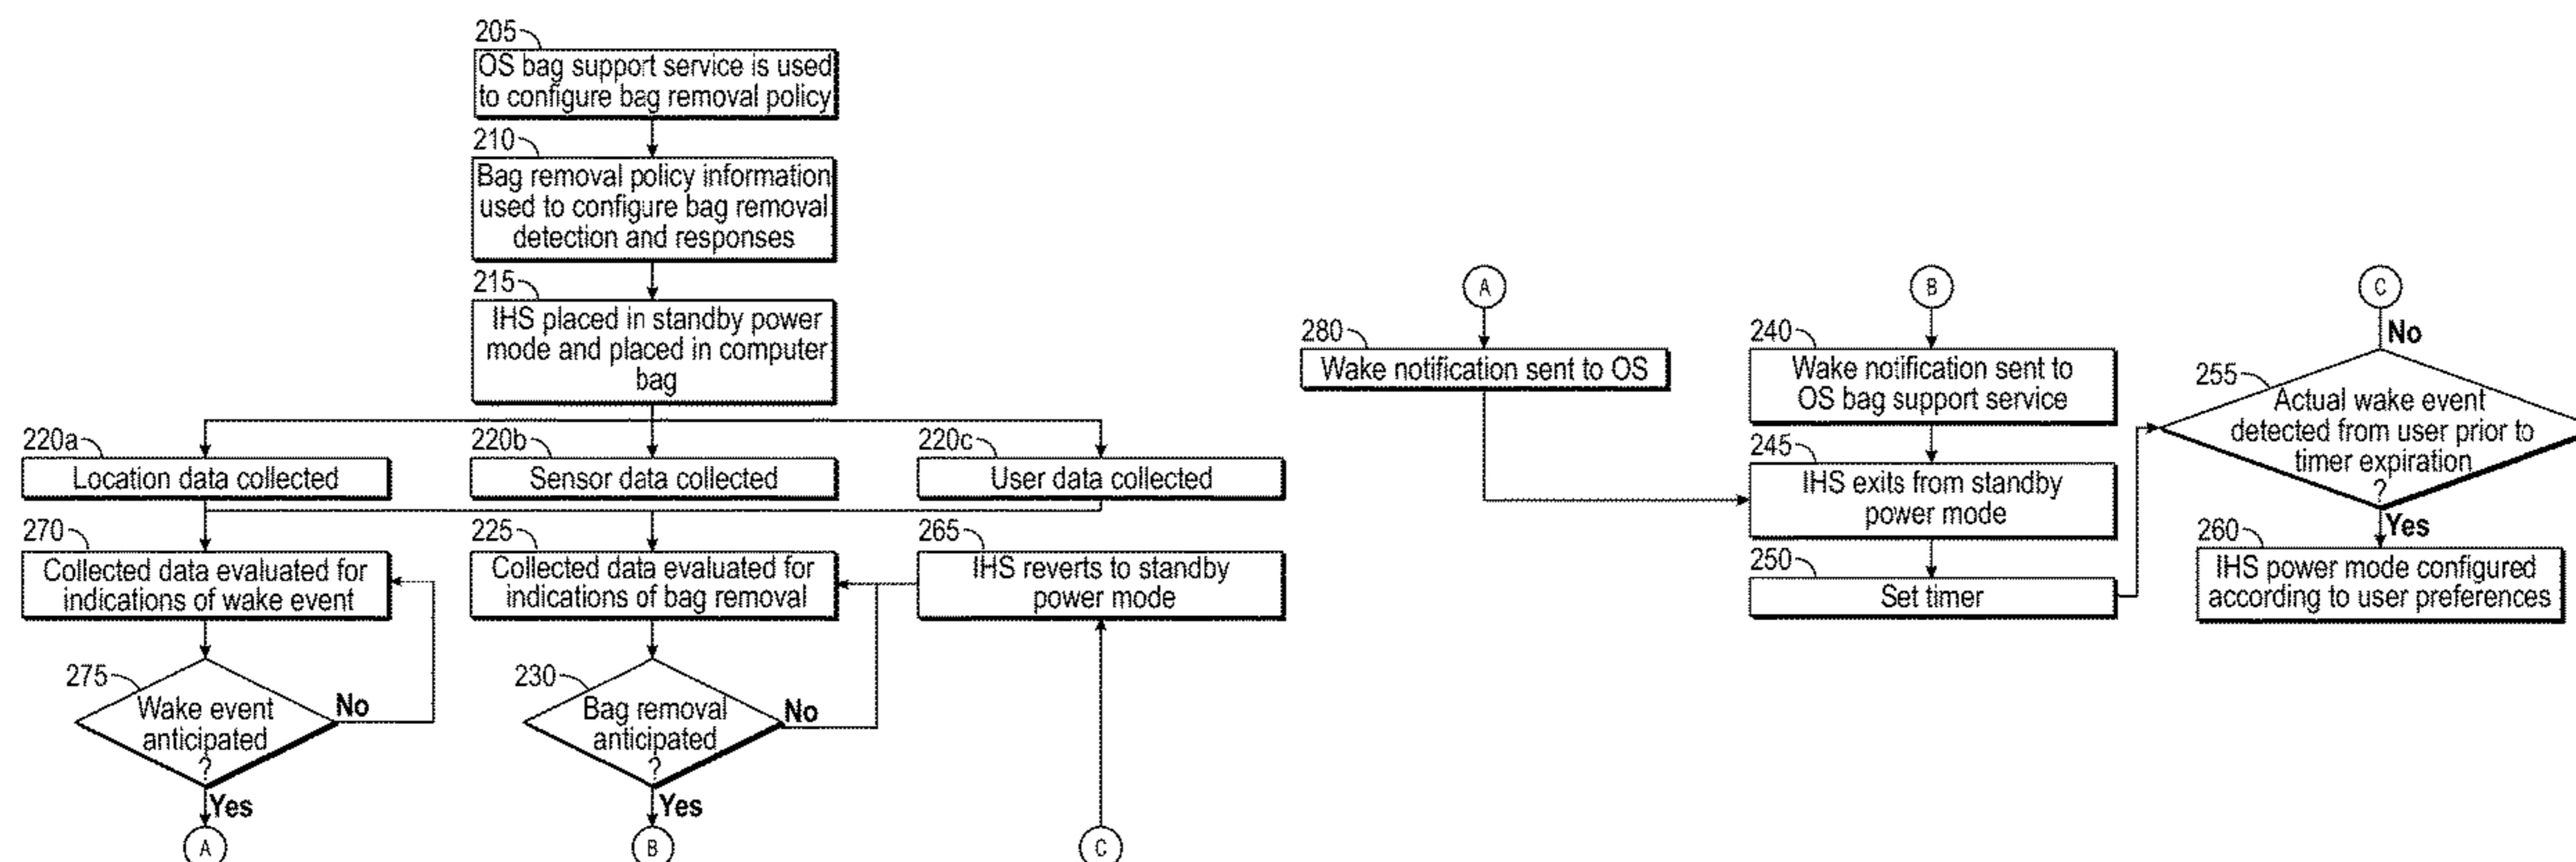 205
OS bag support service is used
to configure bag removal policy
210
Bag removal policy information
used to configure bag removal
detection and responses
215
IHS placed in standby power
mode and placed in computer
bag
220a
Location data collected
220b
Sensor data collected
220c
User data collected
270
Collected data evaluated for
indications of wake event
225
Collected data evaluated for
indications of bag removal
265
IHS reverts to standby
power mode
275
Wake event
anticipated
?
No
Yes
A
230
Bag removal
anticipated
?
No
Yes
B
C
A
280
Wake notification sent to OS
B
240
Wake notification sent to
OS bag support service
245
IHS exits from standby
power mode
250
Set timer
C
No
255
Actual wake event
detected from user prior to
timer expiration
?
Yes
260
IHS power mode configured
according to user preferences